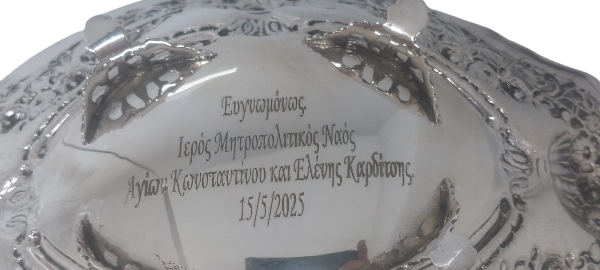 Ευγνωμόνως.
Ιερός Μητροπολιτικός Ναός
Αγίων Κωνσταντίνου και Ελένης Καρδίτσης.
15/5/2025